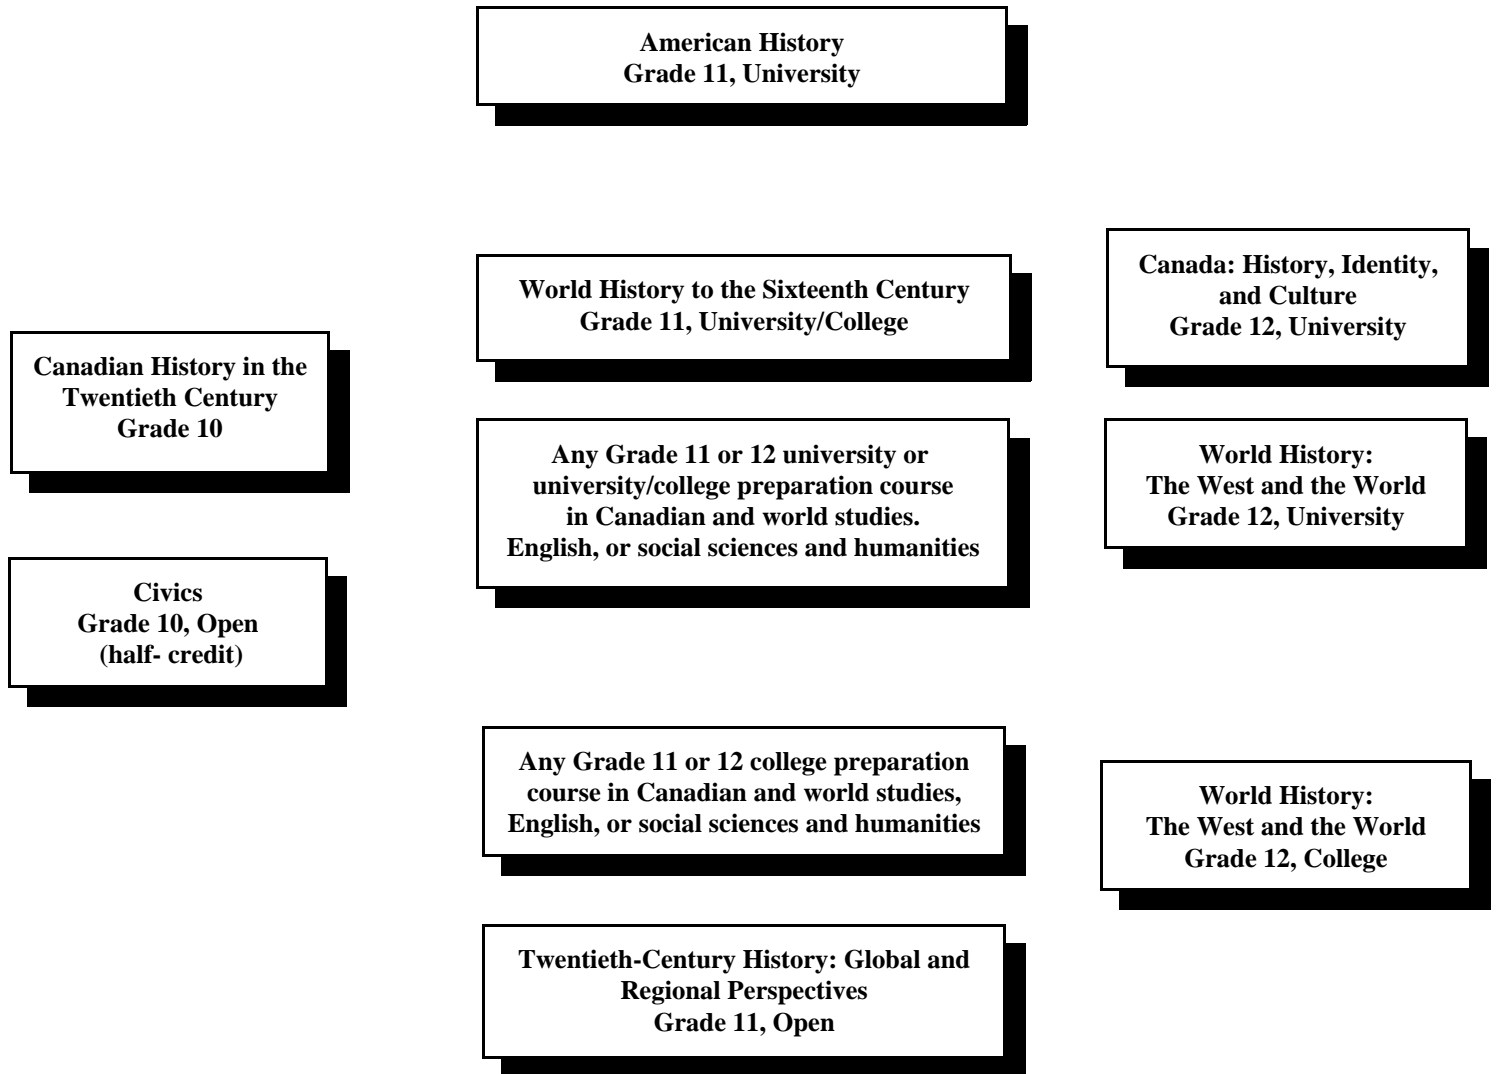 American History
Grade 11, University
World History to the Sixteenth Century
Grade 11, University/College
Canada: History, Identity,
and Culture
Grade 12, University
Canadian History in the
Twentieth Century
Grade 10
Any Grade 11 or 12 university or
university/college preparation course
in Canadian and world studies.
English, or social sciences and humanities
World History:
The West and the World
Grade 12, University
Civics
Grade 10, Open
(half- credit)
Any Grade 11 or 12 college preparation
course in Canadian and world studies,
English, or social sciences and humanities
World History:
The West and the World
Grade 12, College
Twentieth-Century History: Global and
Regional Perspectives
Grade 11, Open